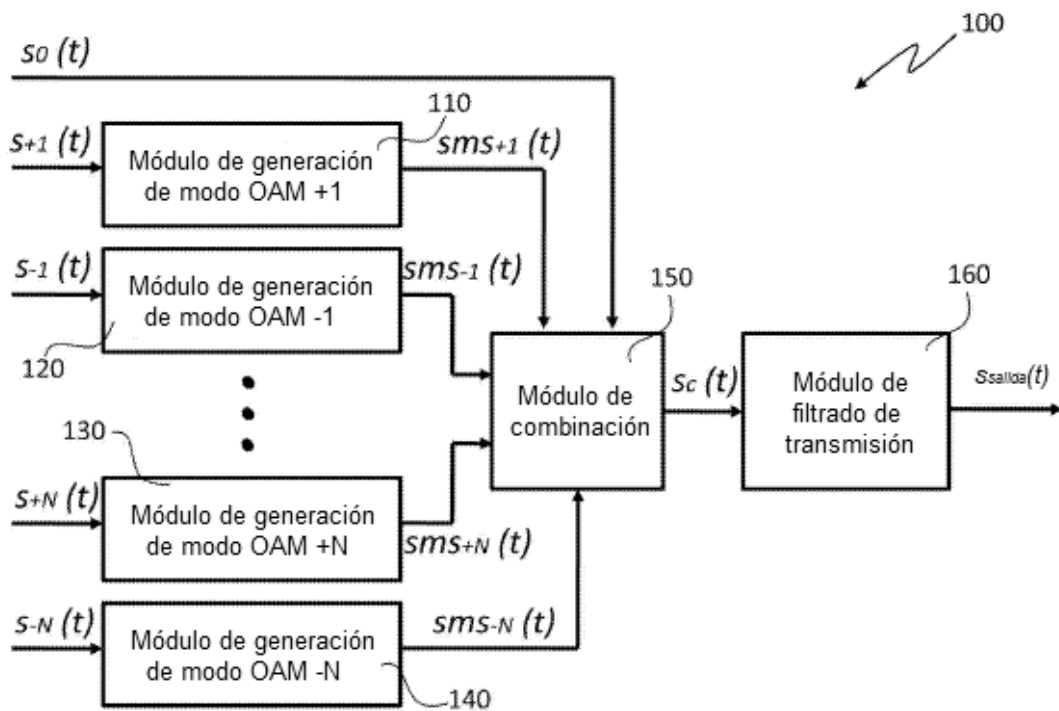 100
s0 (t)
110
s+1 (t)
Módulo de generación
de modo OAM +1
sms+1 (t)
s-1 (t)
Módulo de generación
de modo OAM -1
sms-1 (t)
120
150
160
Módulo de
combinación
sc (t)
Módulo de
filtrado de
transmisión
ssalida(t)
130
s+N (t)
Módulo de generación
de modo OAM +N
sms+N (t)
s-N (t)
Módulo de generación
de modo OAM -N
sms-N (t)
140